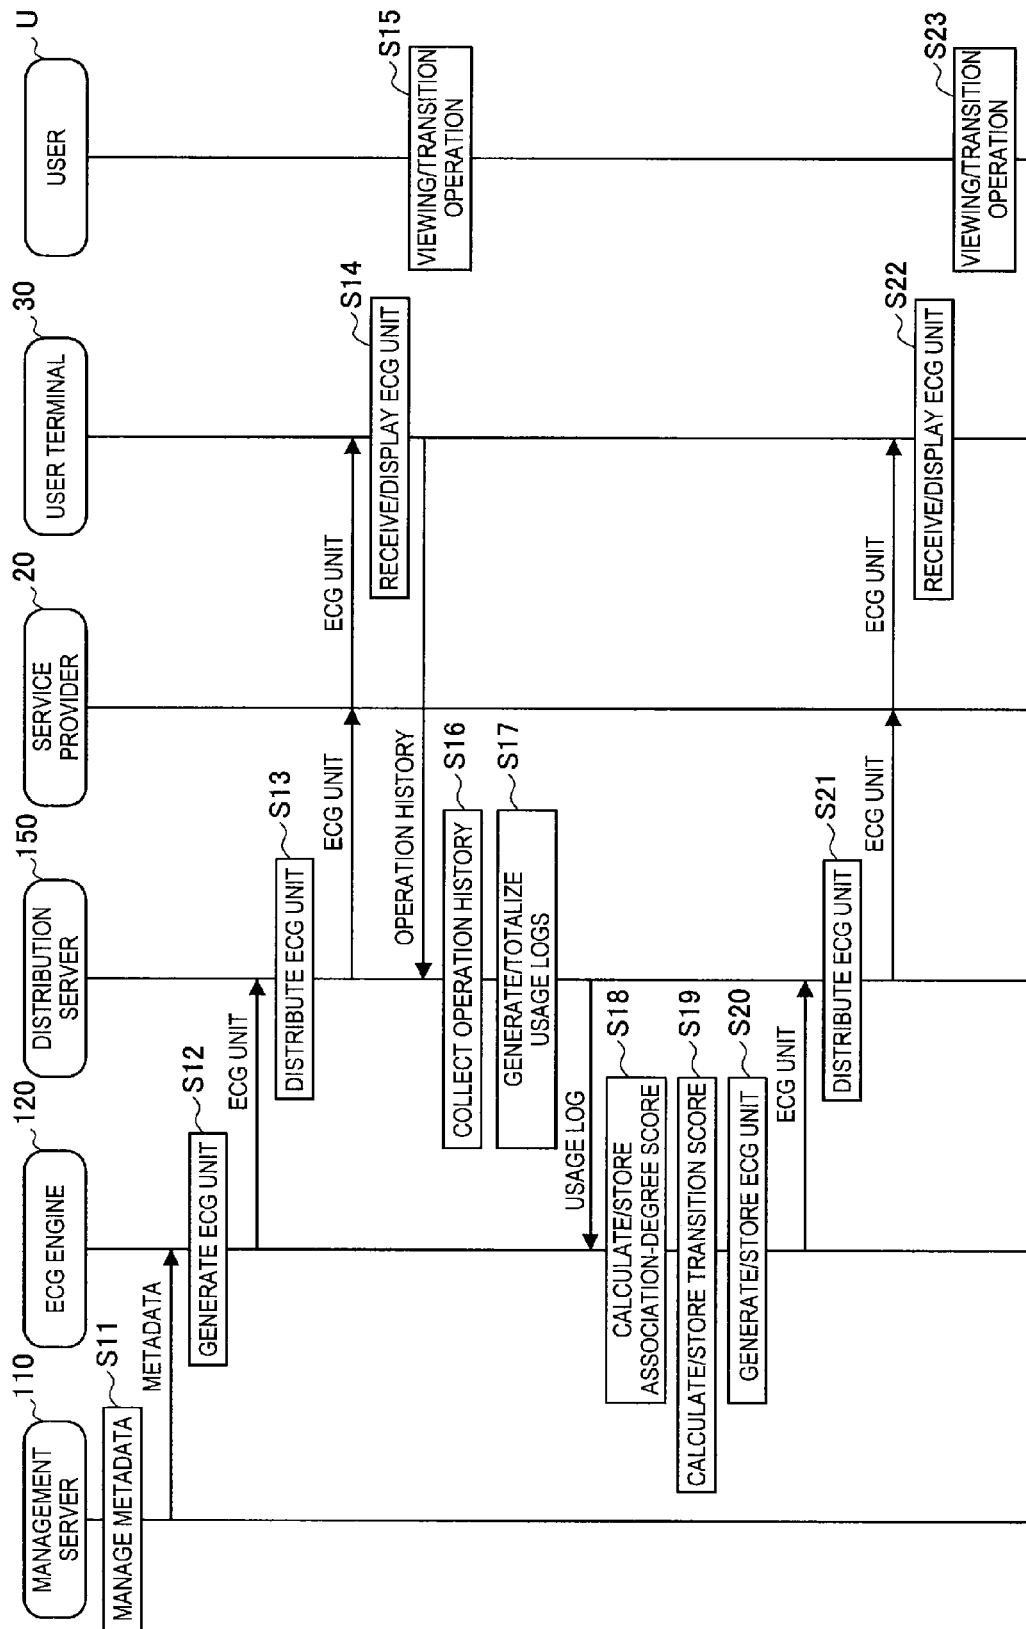 110
MANAGEMENT
SERVER
120
ECG ENGINE
150
DISTRIBUTION
SERVER
20
SERVICE
PROVIDER
30
USER TERMINAL
U
USER
S11
MANAGE METADATA
METADATA
S12
GENERATE ECG UNIT
ECG UNIT
S13
DISTRIBUTE ECG UNIT
ECG UNIT
ECG UNIT
S14
RECEIVE/DISPLAY ECG UNIT
S15
VIEWING/TRANSITION
OPERATION
OPERATION HISTORY
S16
COLLECT OPERATION HISTORY
S17
GENERATE/TOTALIZE
USAGE LOGS
USAGE LOG
S18
CALCULATE/STORE
ASSOCIATION-DEGREE SCORE
S19
CALCULATE/STORE TRANSITION SCORE
S20
GENERATE/STORE ECG UNIT
ECG UNIT
S21
DISTRIBUTE ECG UNIT
ECG UNIT
ECG UNIT
S22
RECEIVE/DISPLAY ECG UNIT
S23
VIEWING/TRANSITION
OPERATION